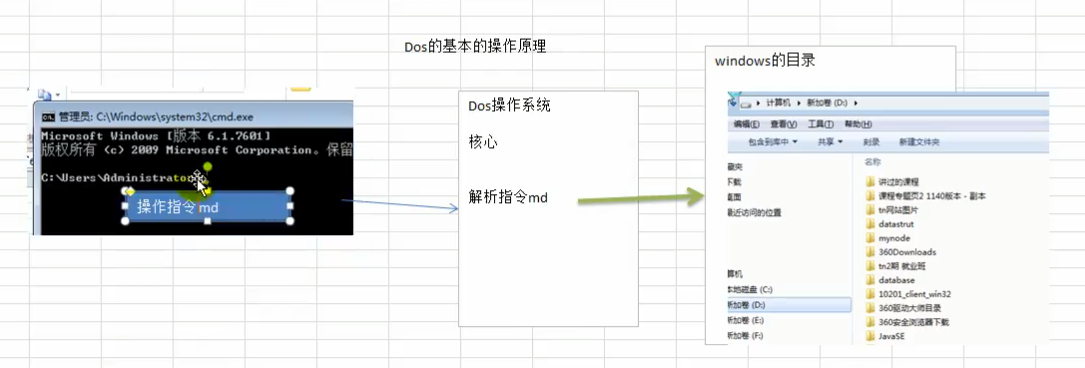 Dos的基本的操作原理
管理员: C:\Windows\system32\cmd.exe
Microsoft Windows [版本 6.1.7601]
版权所有 (c) 2009 Microsoft Corporation。保留
C:\Users\Administrator>
操作指令md
Dos操作系统
核心
解析指令md
windows的目录
计算机 新加卷 (D:)
编辑(E) 查看(V) 工具(T) 帮助(H)
包含到库中 共享 刻录 新建文件夹
藏夹
下载
桌面
最近访问的位置
算机
本地磁盘 (C:)
新加卷 (D:)
新加卷 (E:)
新加卷 (F:)
名称
讲过的课程
课程专题页2 1140版本 - 副本
tn网站图片
datastrut
mynode
360Downloads
tn2期 就业班
database
10201_client_win32
360驱动大师目录
360安全浏览器下载
JavaSE